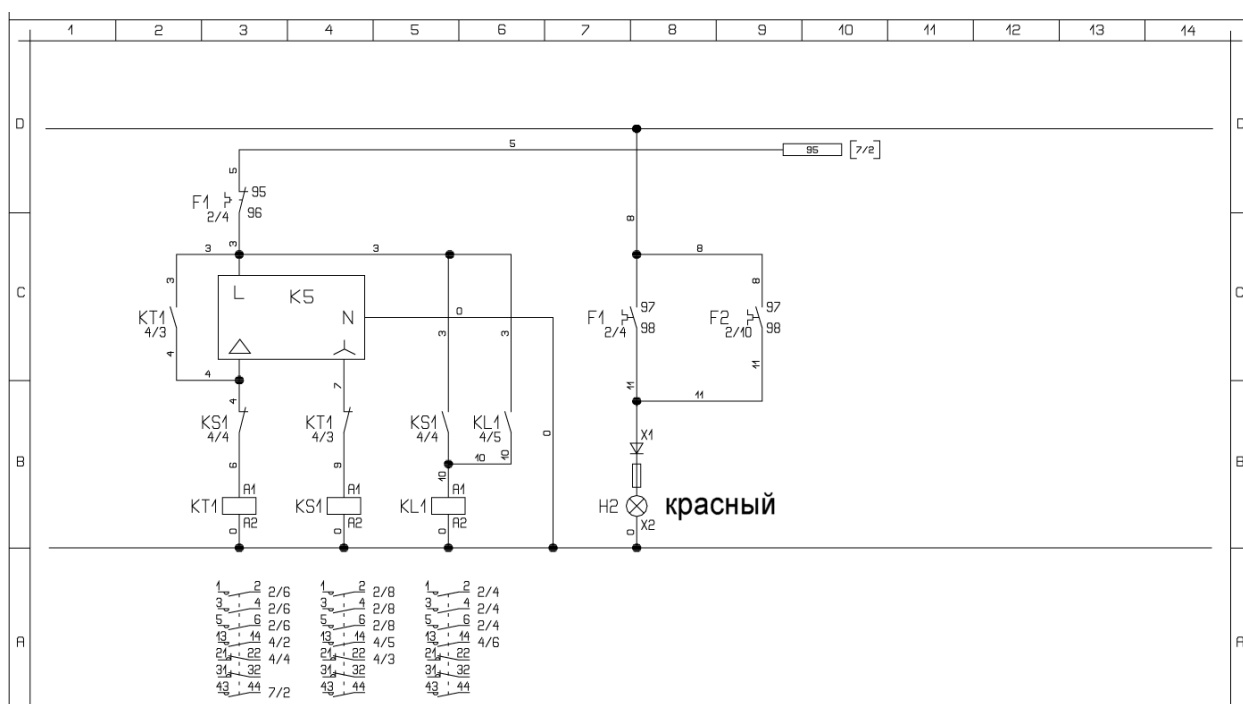 1 2 3 4 5 6 7 8 9 10 11 12 13 14
D D
5
95 [7/2]
5
F1 95
2/4 96
8
3
3 3 8
3 8
C L K5 C
KT1 N 0 F1 97 F2 97
4/3 3 3 2/4 98 2/10 98
4 11
4 7 11 11
4
KS1 KT1 KS1 KL1 X1
4/4 4/3 4/4 4/5
B 0 B
6 9 10 10 10
KT1 A1 KS1 A1 KL1 A1 H2 красный
A2 A2 A2 X2
0 0 0 0
1 2 2/6 1 2 2/8 1 2 2/4
3 4 2/6 3 4 2/8 3 4 2/4
5 6 2/6 5 6 2/8 5 6 2/4
13 14 4/2 13 14 4/5 13 14 4/6
A 21 22 4/4 21 22 4/3 21 22 A
31 32 31 32 31 32
43 44 7/2 43 44 43 44